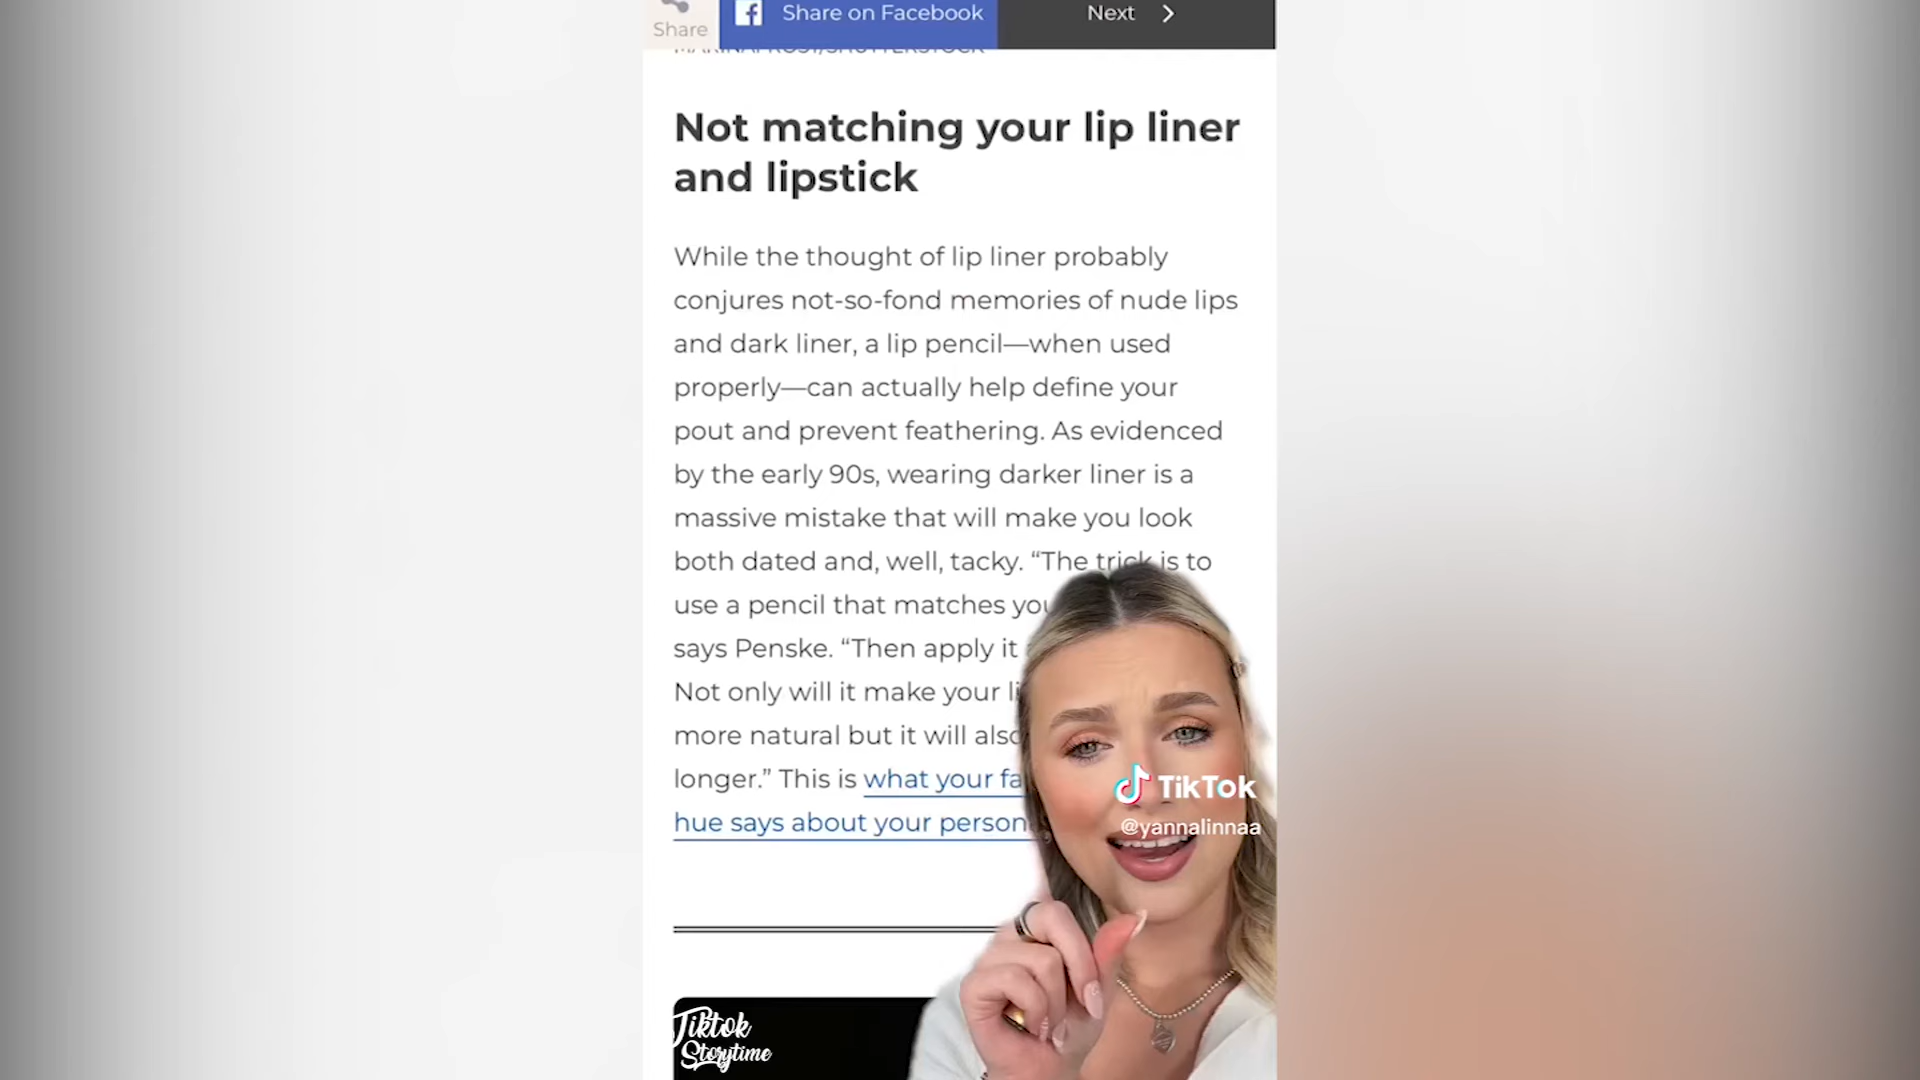 Share
Share on Facebook
Next
MARINAFROST/SHUTTERSTOCK
Not matching your lip liner
and lipstick
While the thought of lip liner probably
conjures not-so-fond memories of nude lips
and dark liner, a lip pencil—when used
properly—can actually help define your
pout and prevent feathering. As evidenced
by the early 90s, wearing darker liner is a
massive mistake that will make you look
both dated and, well, tacky. “The trick is to
use a pencil that matches
says Penske. “Then apply it
Not only will it make your
more natural but it will also
longer.” This is what your
hue says about your
TikTok
@yannalinnaa
Tiktok
Storytime